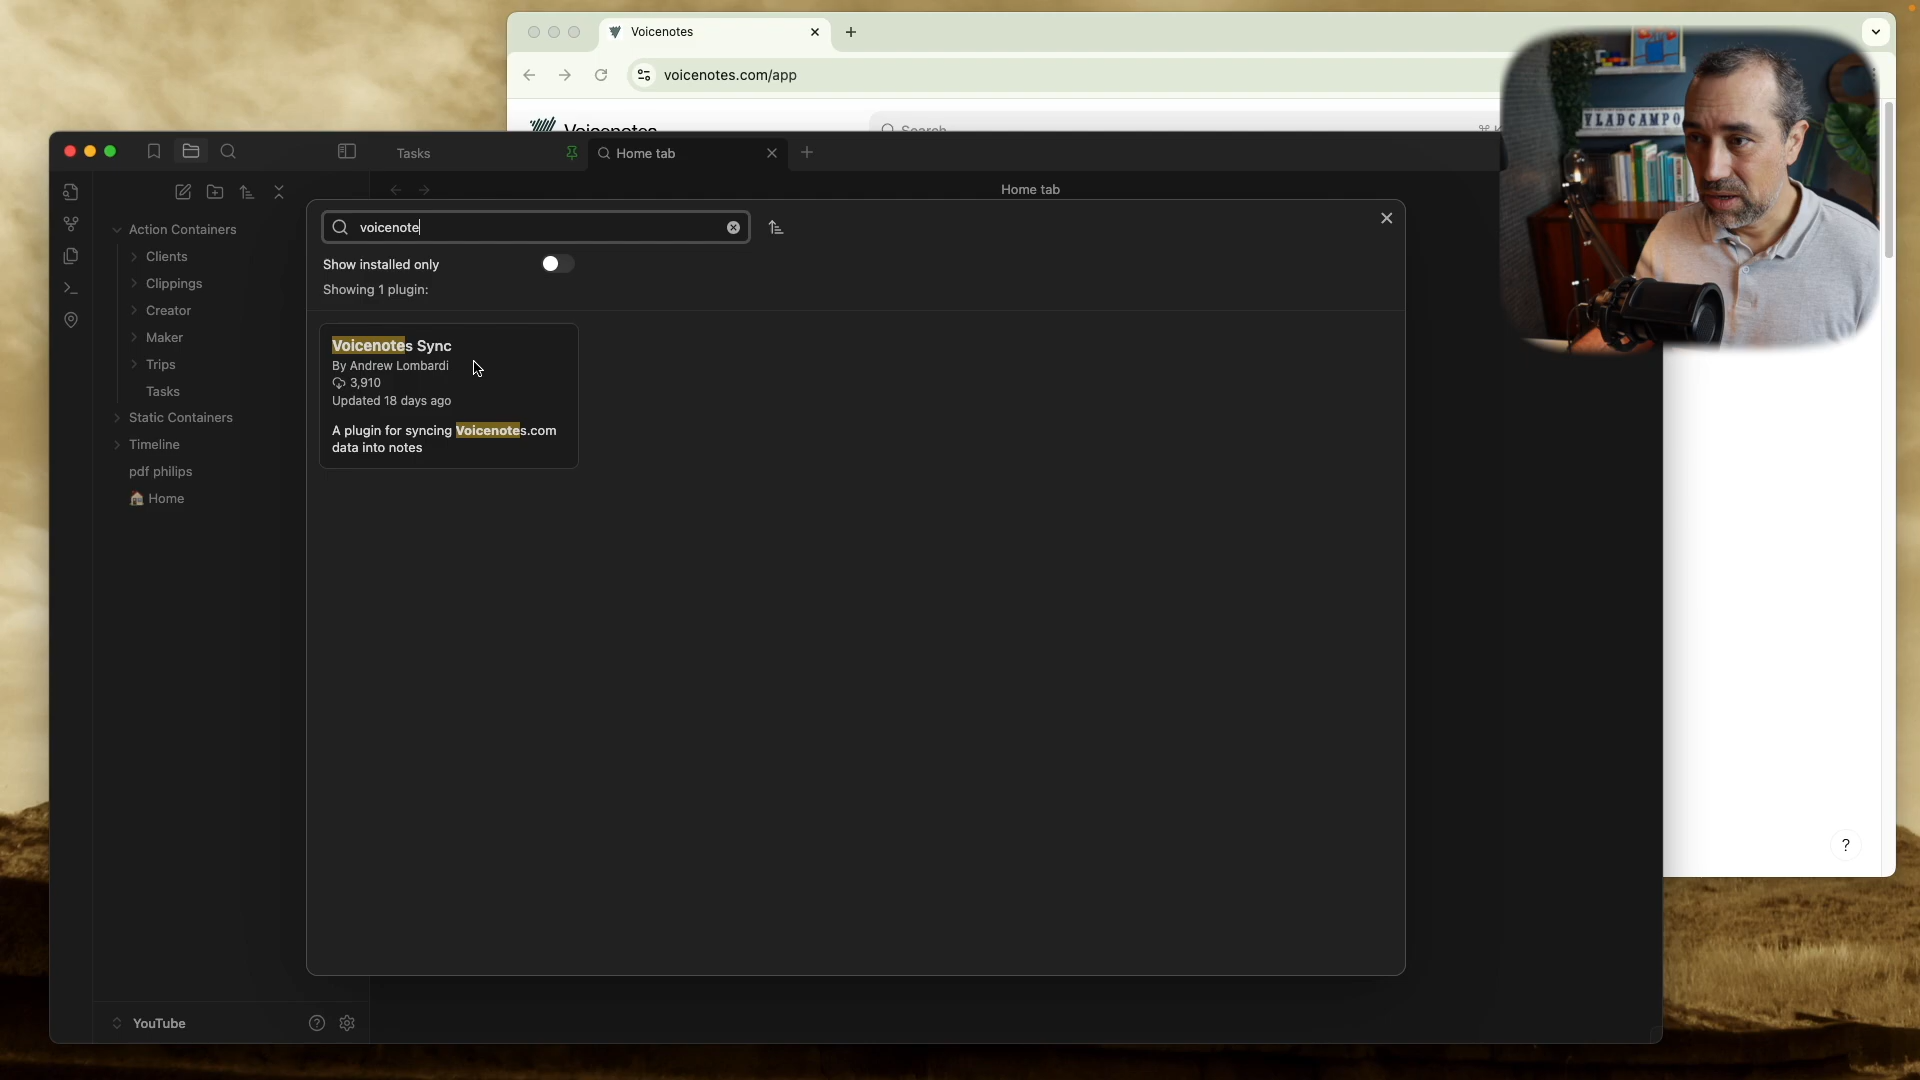 Voicenotes
voicenotes.com/app
Voicenotes
Search
⌘ K
VLADCAMPO
Tasks
Home tab
Home tab
voicenote
Show installed only
Showing 1 plugin:
Voicenotes Sync
By Andrew Lombardi
3,910
Updated 18 days ago
A plugin for syncing Voicenotes.com
data into notes
Action Containers
Clients
Clippings
Creator
Maker
Trips
Tasks
Static Containers
Timeline
pdf philips
🏠 Home
YouTube
?